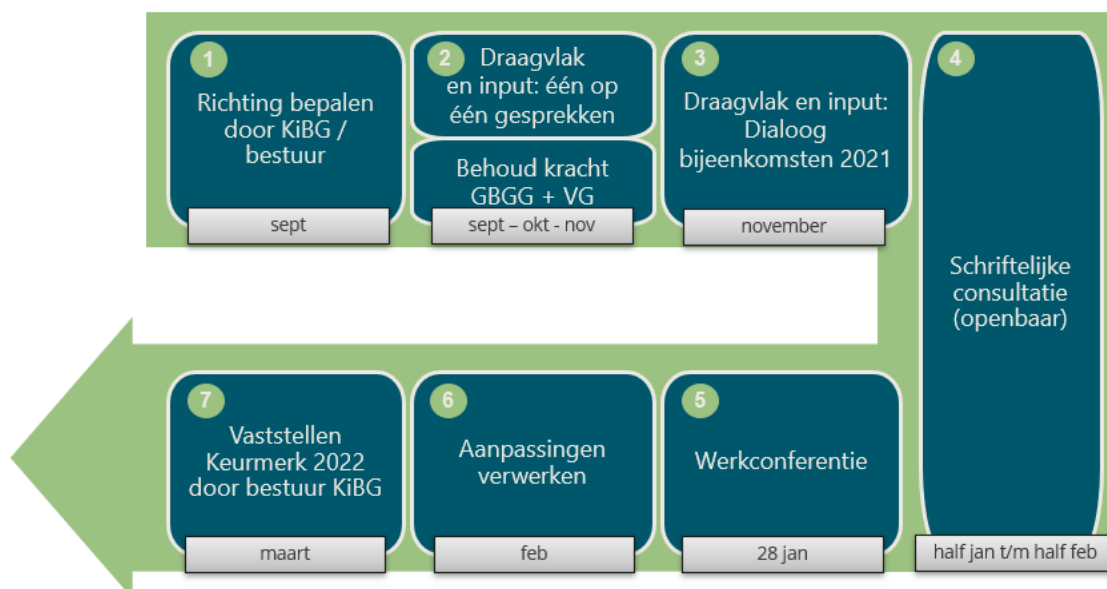 1
Richting bepalen
door KiBG /
bestuur
sept
2
Draagvlak
en input: één op
één gesprekken
Behoud kracht
GBGG + VG
sept – okt - nov
3
Draagvlak en input:
Dialoog
bijeenkomsten 2021
november
4
Schriftelijke
consultatie
(openbaar)
half jan t/m half feb
5
Werkconferentie
28 jan
6
Aanpassingen
verwerken
feb
7
Vaststellen
Keurmerk 2022
door bestuur KiBG
maart